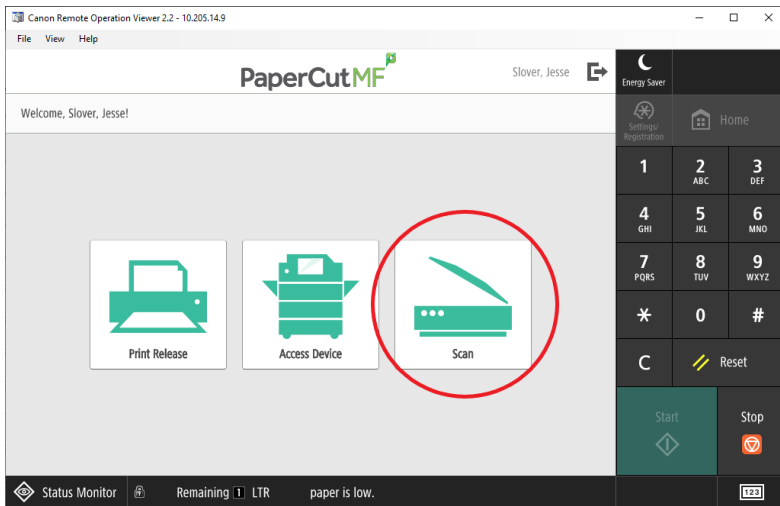 Canon Remote Operation Viewer 2.2 - 10.205.14.9
File View Help
PaperCutMF
Slover, Jesse
Energy Saver
Welcome, Slover, Jesse!
Settings/
Registration
Home
1
2
ABC
3
DEF
4
GHI
5
JKL
6
MNO
7
PQRS
8
TUV
9
WXYZ
0
#
C
Reset
Print Release
Access Device
Scan
Start
Stop
Status Monitor
Remaining 1 LTR paper is low.
123